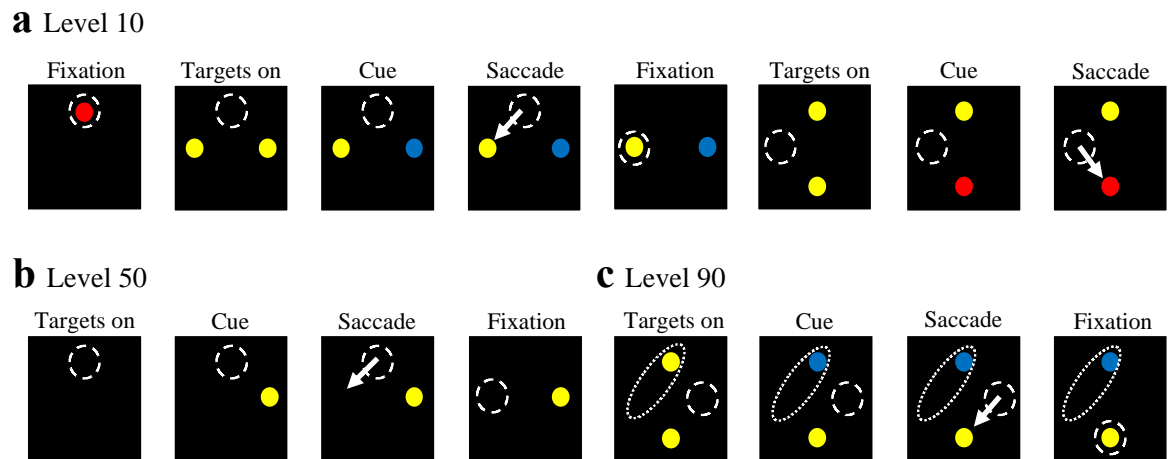 a Level 10
Fixation Targets on Cue Saccade Fixation Targets on Cue Saccade
b Level 50 c Level 90
Targets on Cue Saccade Fixation Targets on Cue Saccade Fixation